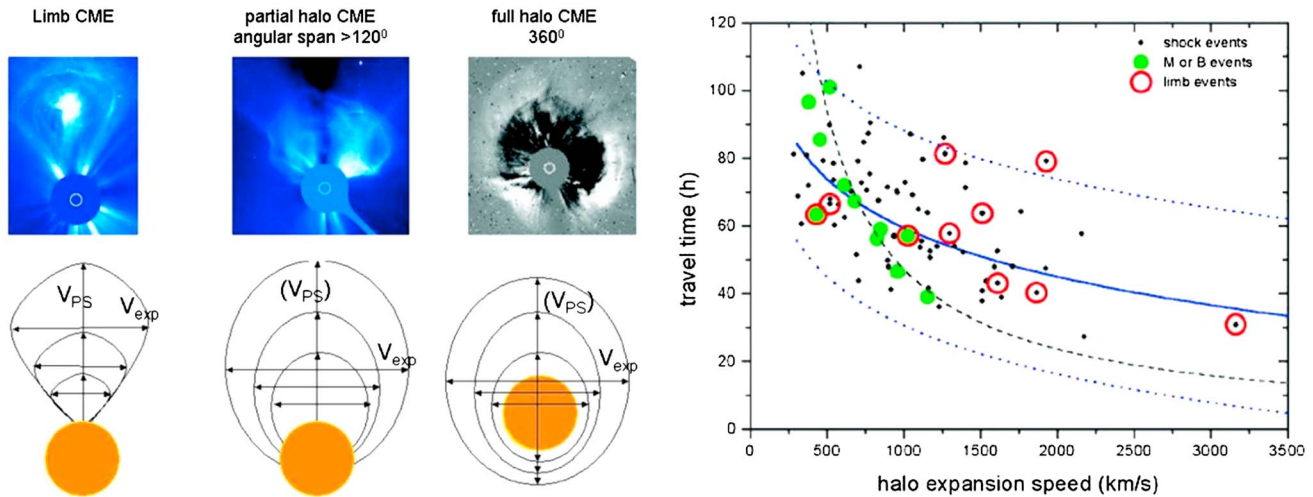 Limb CME
partial halo CME
angular span >120⁰
full halo CME
360⁰
V_PS
V_exp
(V_PS)
V_exp
(V_PS)
V_exp
120
100
80
60
40
20
0
travel time (h)
shock events
M or B events
limb events
0 500 1000 1500 2000 2500 3000 3500
halo expansion speed (km/s)